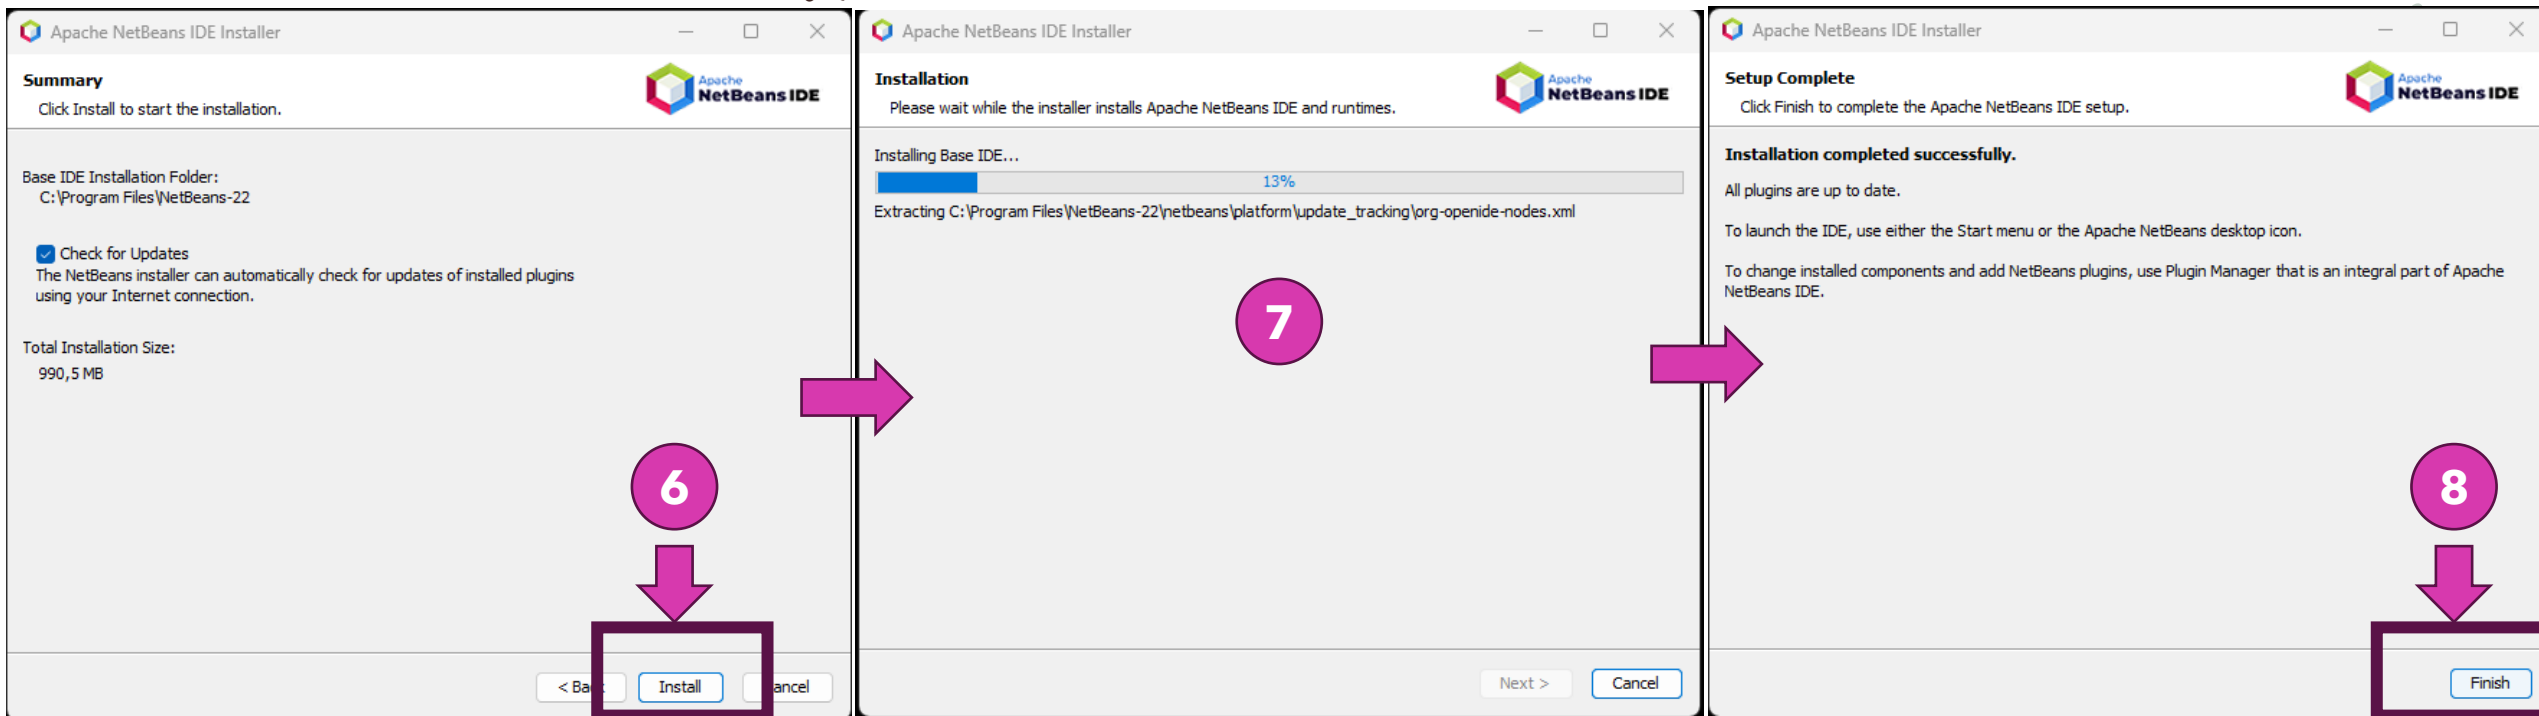 Apache NetBeans IDE Installer
Summary
Click Install to start the installation.
Apache
NetBeans IDE
Base IDE Installation Folder:
C:\Program Files\NetBeans-22
Check for Updates
The NetBeans installer can automatically check for updates of installed plugins
using your Internet connection.
Total Installation Size:
990,5 MB
6
Install
Apache NetBeans IDE Installer
Installation
Please wait while the installer installs Apache NetBeans IDE and runtimes.
Apache
NetBeans IDE
Installing Base IDE...
13%
Extracting C:\Program Files\NetBeans-22\netbeans\platform\update_tracking\org-openide-nodes.xml
7
Next >
Cancel
Apache NetBeans IDE Installer
Setup Complete
Click Finish to complete the Apache NetBeans IDE setup.
Apache
NetBeans IDE
Installation completed successfully.
All plugins are up to date.
To launch the IDE, use either the Start menu or the Apache NetBeans desktop icon.
To change installed components and add NetBeans plugins, use Plugin Manager that is an integral part of Apache
NetBeans IDE.
8
Finish